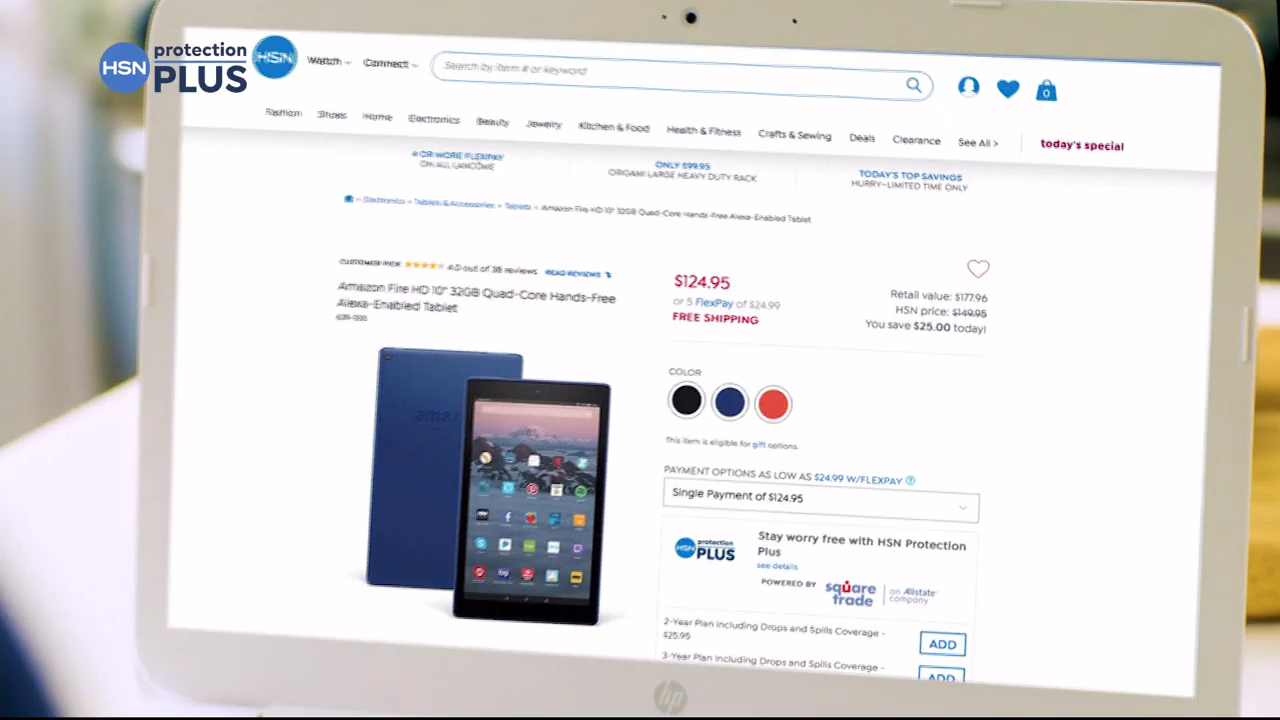 HSN protection PLUS
HSN
Watch Connect
Search by item # or keyword
0
Fashion Shoes Home Electronics Beauty Jewelry Kitchen & Food Health & Fitness Crafts & Sewing Deals Clearance See All > today's special
ONLY $99.95
ORIGAMI LARGE HEAVY DUTY RACK
TODAY'S TOP SAVINGS
HURRY-LIMITED TIME ONLY
Electronics > Tablets & Accessories > Tablets > Amazon Fire HD 10" 32GB Quad-Core Hands-Free Alexa-Enabled Tablet
CUSTOMER PICK 4.0 out of 38 reviews READ REVIEWS
Amazon Fire HD 10" 32GB Quad-Core Hands-Free
Alexa-Enabled Tablet
$124.95
or 5 FlexPay of $24.99
FREE SHIPPING
Retail value: $177.96
HSN price: $149.95
You save $25.00 today!
COLOR
This item is eligible for gift options.
PAYMENT OPTIONS AS LOW AS $24.99 W/FLEXPAY
Single Payment of $124.95
HSN protection PLUS
Stay worry free with HSN Protection
Plus
see details
POWERED BY square trade an Allstate company
2-Year Plan Including Drops and Spills Coverage -
$25.95
ADD
3-Year Plan Including Drops and Spills Coverage -
ADD
hp